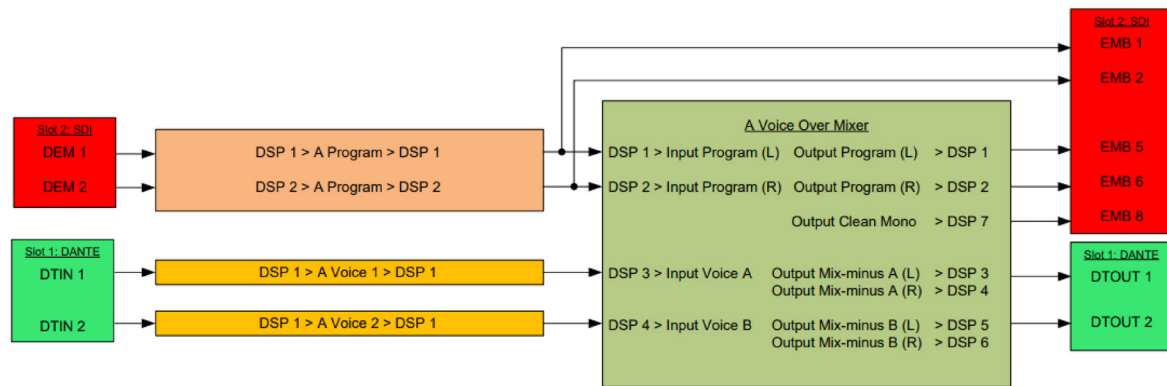 Slot 2: SDI
EMB 1
EMB 2
EMB 5
EMB 6
EMB 8
Slot 2: SDI
DEM 1
DEM 2
DSP 1 > A Program > DSP 1
DSP 2 > A Program > DSP 2
A Voice Over Mixer
DSP 1 > Input Program (L) Output Program (L) > DSP 1
DSP 2 > Input Program (R) Output Program (R) > DSP 2
Output Clean Mono > DSP 7
DSP 3 > Input Voice A Output Mix-minus A (L) > DSP 3
Output Mix-minus A (R) > DSP 4
DSP 4 > Input Voice B Output Mix-minus B (L) > DSP 5
Output Mix-minus B (R) > DSP 6
Slot 1: DANTE
DTIN 1
DTIN 2
DSP 1 > A Voice 1 > DSP 1
DSP 1 > A Voice 2 > DSP 1
Slot 1: DANTE
DTOUT 1
DTOUT 2